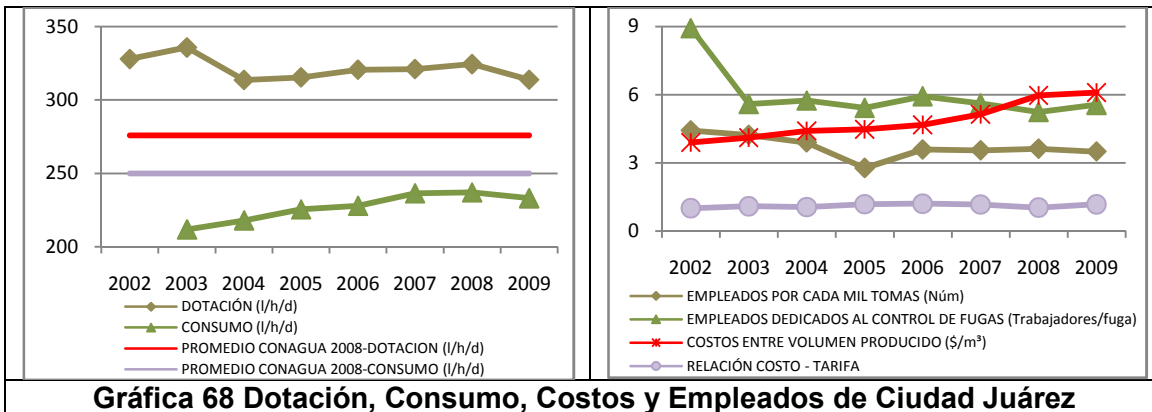 350
300
250
200
2002 2003 2004 2005 2006 2007 2008 2009
DOTACIÓN (l/h/d)
CONSUMO (l/h/d)
PROMEDIO CONAGUA 2008-DOTACION (l/h/d)
PROMEDIO CONAGUA 2008-CONSUMO (l/h/d)
9
6
3
0
2002 2003 2004 2005 2006 2007 2008 2009
EMPLEADOS POR CADA MIL TOMAS (Núm)
EMPLEADOS DEDICADOS AL CONTROL DE FUGAS (Trabajadores/fuga)
COSTOS ENTRE VOLUMEN PRODUCIDO ($/m³)
RELACIÓN COSTO - TARIFA
Gráfica 68 Dotación, Consumo, Costos y Empleados de Ciudad Juárez